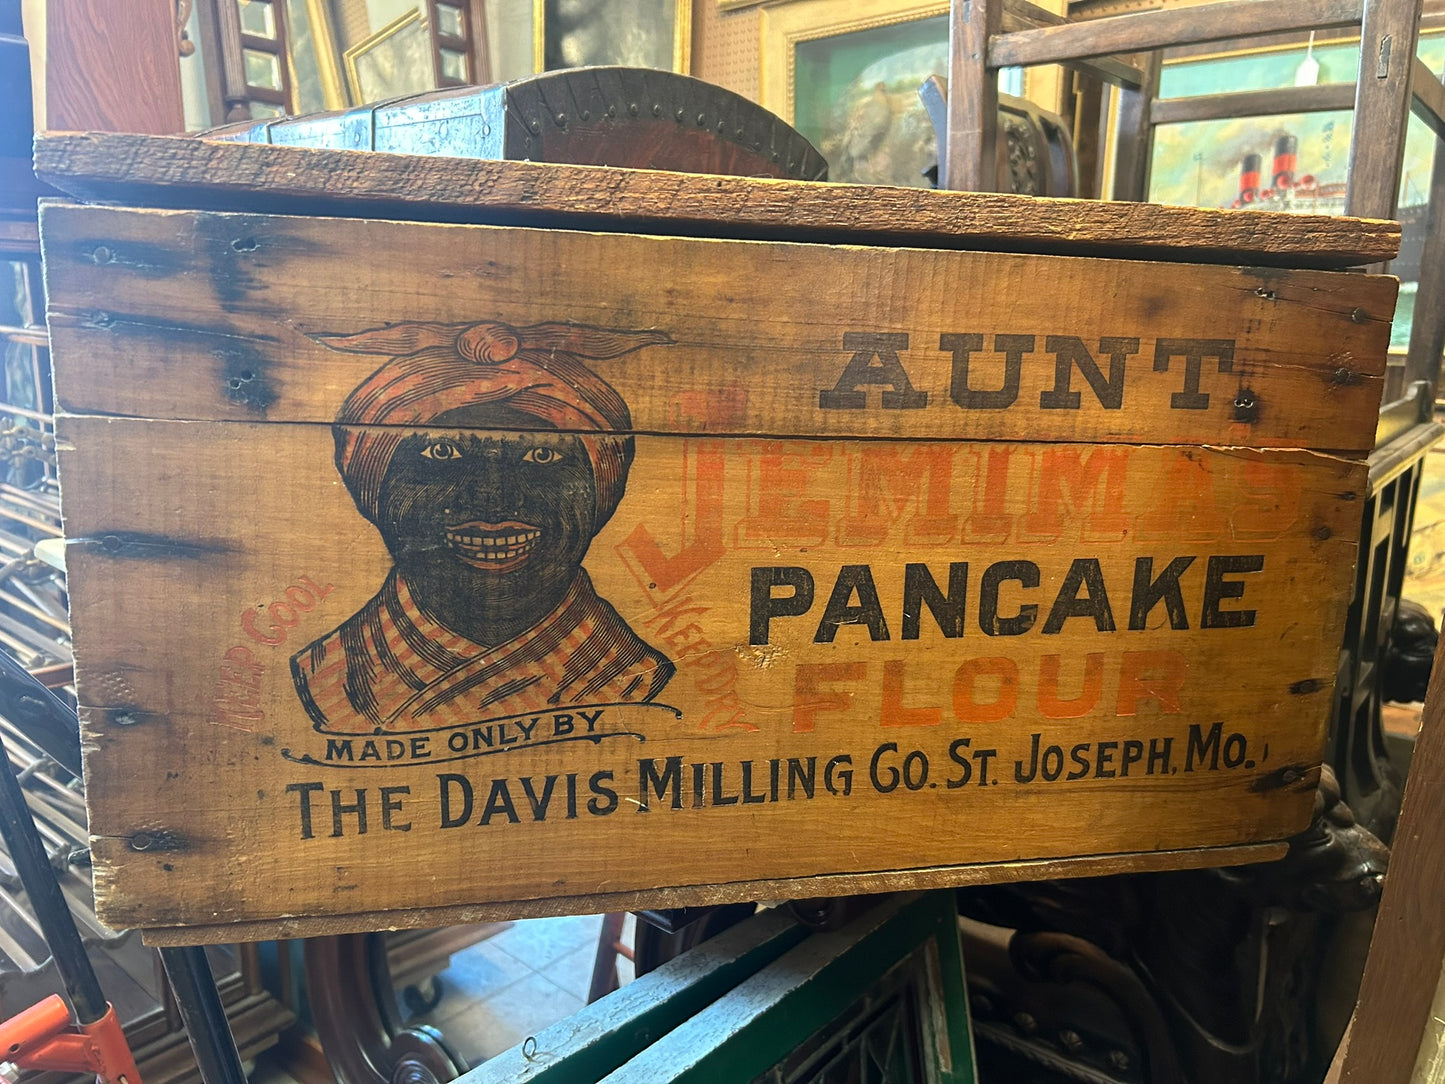 AUNT
JEMIMA'S
PANCAKE
FLOUR
KEEP COOL
KEEP DRY
MADE ONLY BY
THE DAVIS MILLING CO. ST. JOSEPH, MO.